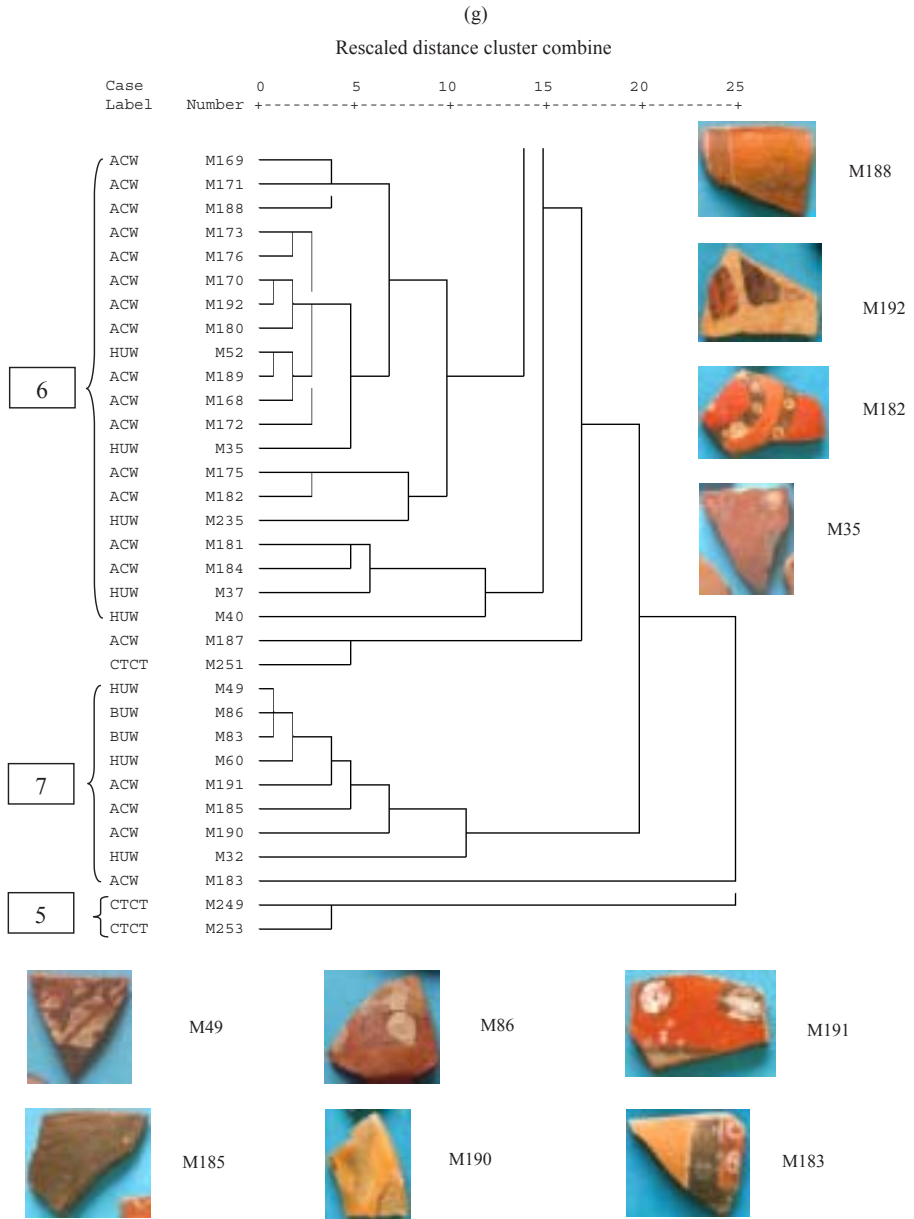 (g)
Rescaled distance cluster combine
Case 0 5 10 15 20 25
Label Number +---------+---------+---------+---------+---------+
ACW M169
ACW M171
ACW M188
ACW M173
ACW M176
ACW M170
ACW M192
ACW M180
HUW M52
ACW M189
ACW M168
ACW M172
HUW M35
ACW M175
ACW M182
HUW M235
ACW M181
ACW M184
HUW M37
HUW M40
ACW M187
CTCT M251
HUW M49
BUW M86
BUW M83
HUW M60
ACW M191
ACW M185
ACW M190
HUW M32
ACW M183
CTCT M249
CTCT M253
6
7
5
M188
M192
M182
M35
M49 M86 M191
M185 M190 M183